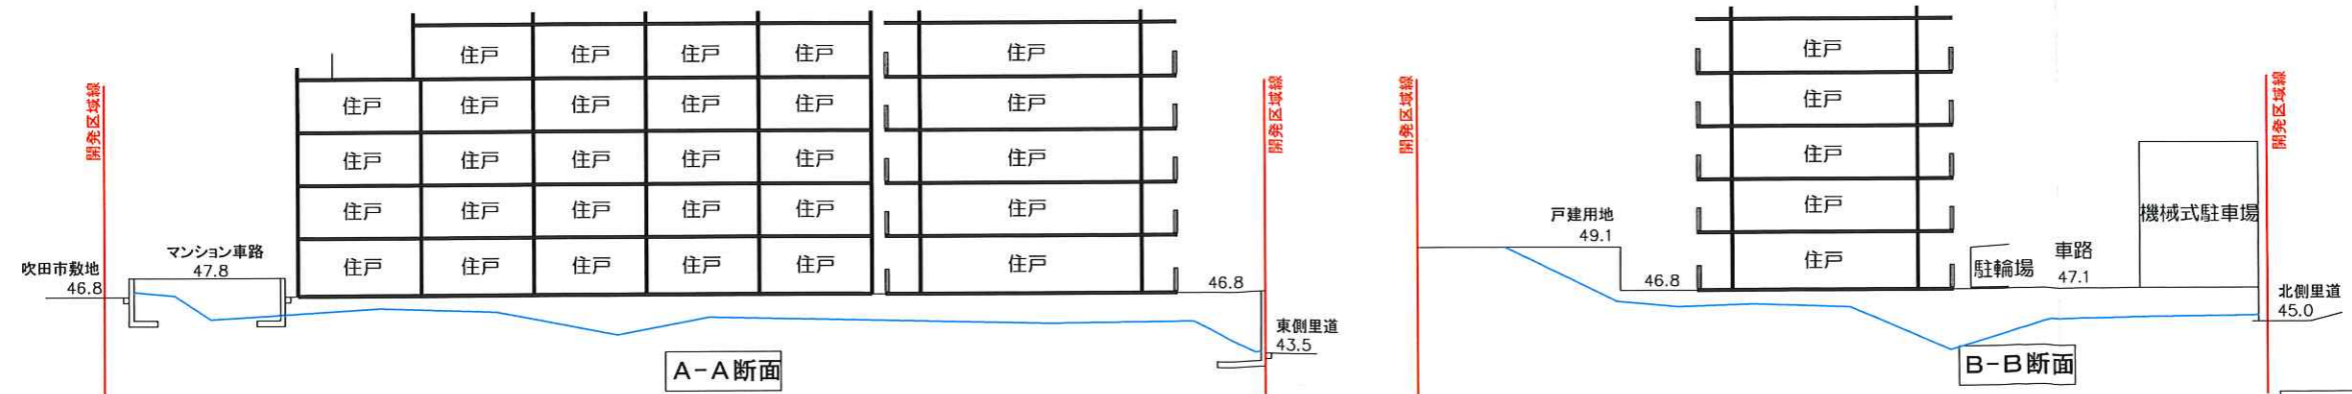 住戸 住戸 住戸 住戸 住戸
住戸 住戸 住戸 住戸 住戸 住戸
住戸 住戸 住戸 住戸 住戸 住戸
住戸 住戸 住戸 住戸 住戸 住戸
住戸 住戸 住戸 住戸 住戸 住戸
開発区域線
吹田市敷地
46.8
マンション車路
47.8
46.8
開発区域線
東側里道
43.5
A-A断面
開発区域線
戸建用地
49.1
46.8
住戸
住戸
住戸
住戸
住戸
駐輪場
車路
47.1
機械式駐車場
開発区域線
北側里道
45.0
B-B断面